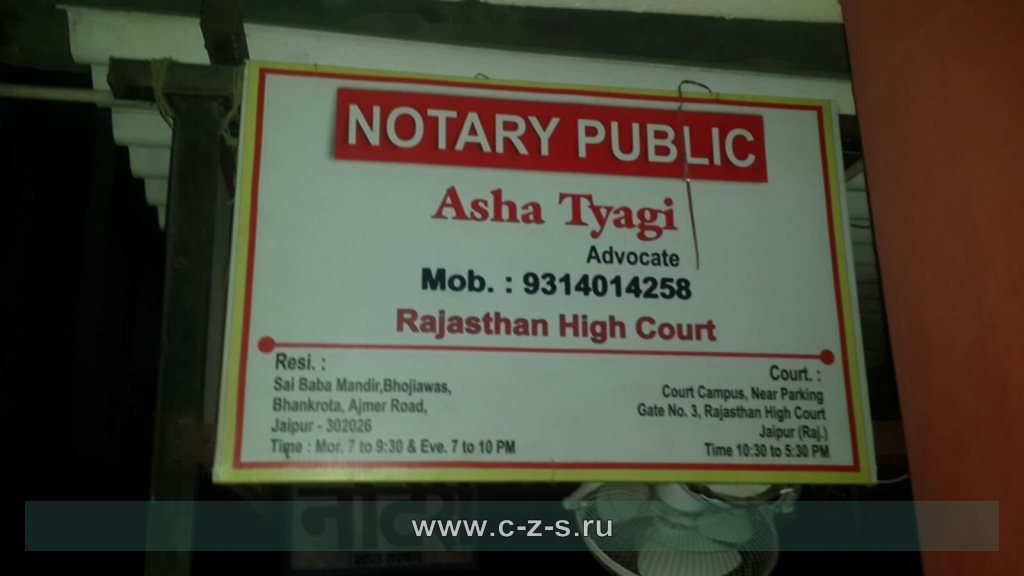 NOTARY PUBLIC
Asha Tyagi
Advocate
Mob. : 9314014258
Rajasthan High Court
Resi. :
Sai Baba Mandir,Bhojiawas,
Bhankrota, Ajmer Road,
Jaipur - 302026
Time : Mor. 7 to 9:30 & Eve. 7 to 10 PM
Court. :
Court Campus, Near Parking
Gate No. 3, Rajasthan High Court
Jaipur (Raj.)
Time 10:30 to 5:30 PM
www.c-z-s.ru
भारत सरकार